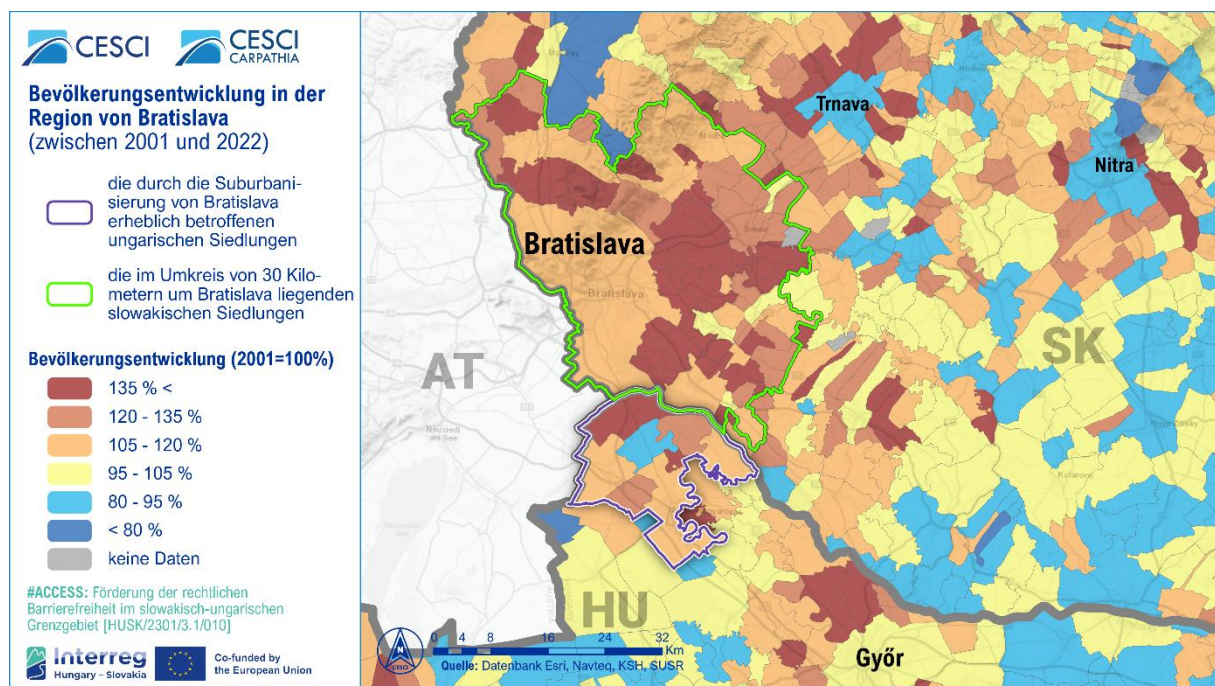 CESCI
CESCI
CARPATHIA
Bevölkerungsentwicklung in der
Region von Bratislava
(zwischen 2001 und 2022)
die durch die Suburbani-
sierung von Bratislava
erheblich betroffenen
ungarischen Siedlungen
die im Umkreis von 30 Kilo-
metern um Bratislava liegenden
slowakischen Siedlungen
Bevölkerungsentwicklung (2001=100%)
135 % <
120 - 135 %
105 - 120 %
95 - 105 %
80 - 95 %
< 80 %
keine Daten
#ACCESS: Förderung der rechtlichen
Barrierefreiheit im slowakisch-ungarischen
Grenzgebiet [HUSK/2301/3.1/010]
Interreg
Hungary – Slovakia
Co-funded by
the European Union
Trnava
Nitra
Bratislava
Bratislava
SK
AT
Neusiedl
am See
Kolárovo
HU
N
CESCI
0 4 8 16 24 32
Km
Quelle: Datenbank Esri, Navteq, KSH, SUSR
Győr